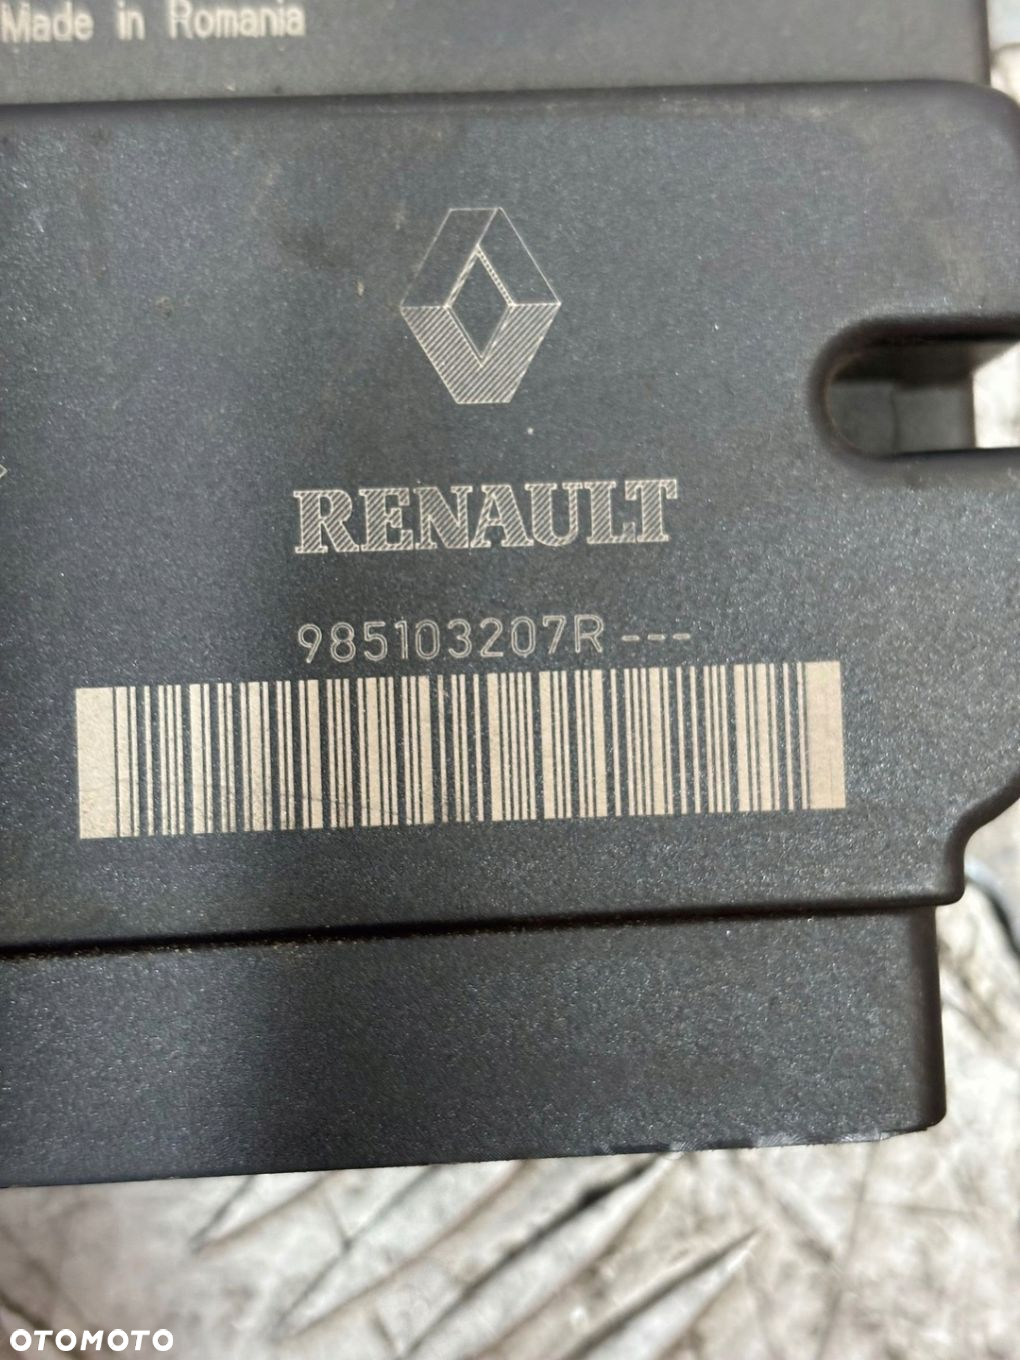 Made in Romania
RENAULT
985103207R ---
OTOMOTO